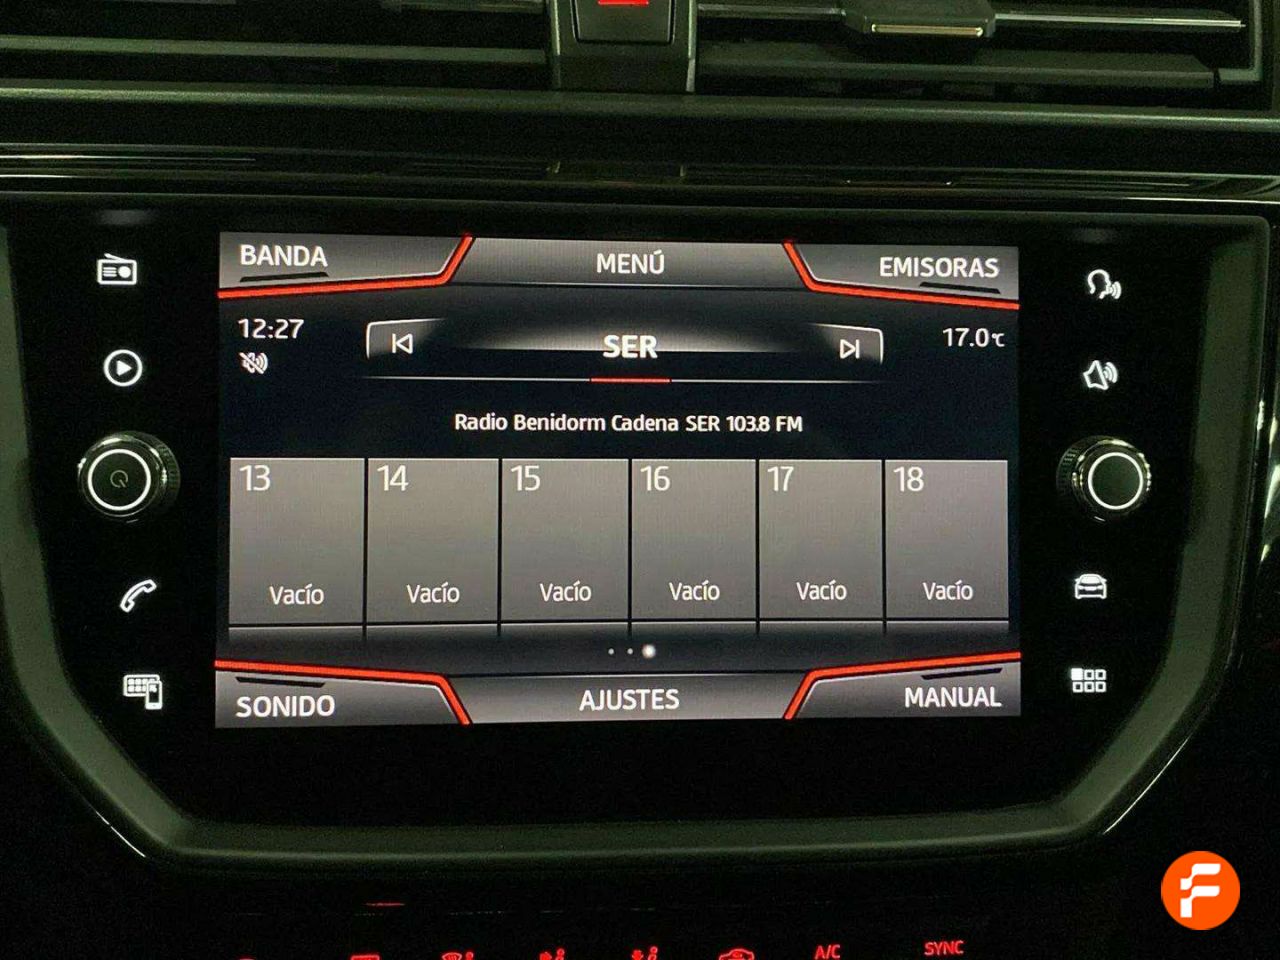 BANDA
MENÚ
EMISORAS
12:27
SER
17.0°C
Radio Benidorm Cadena SER 103.8 FM
13
14
15
16
17
18
Vacío
Vacío
Vacío
Vacío
Vacío
Vacío
SONIDO
AJUSTES
MANUAL
A/C
SYNC